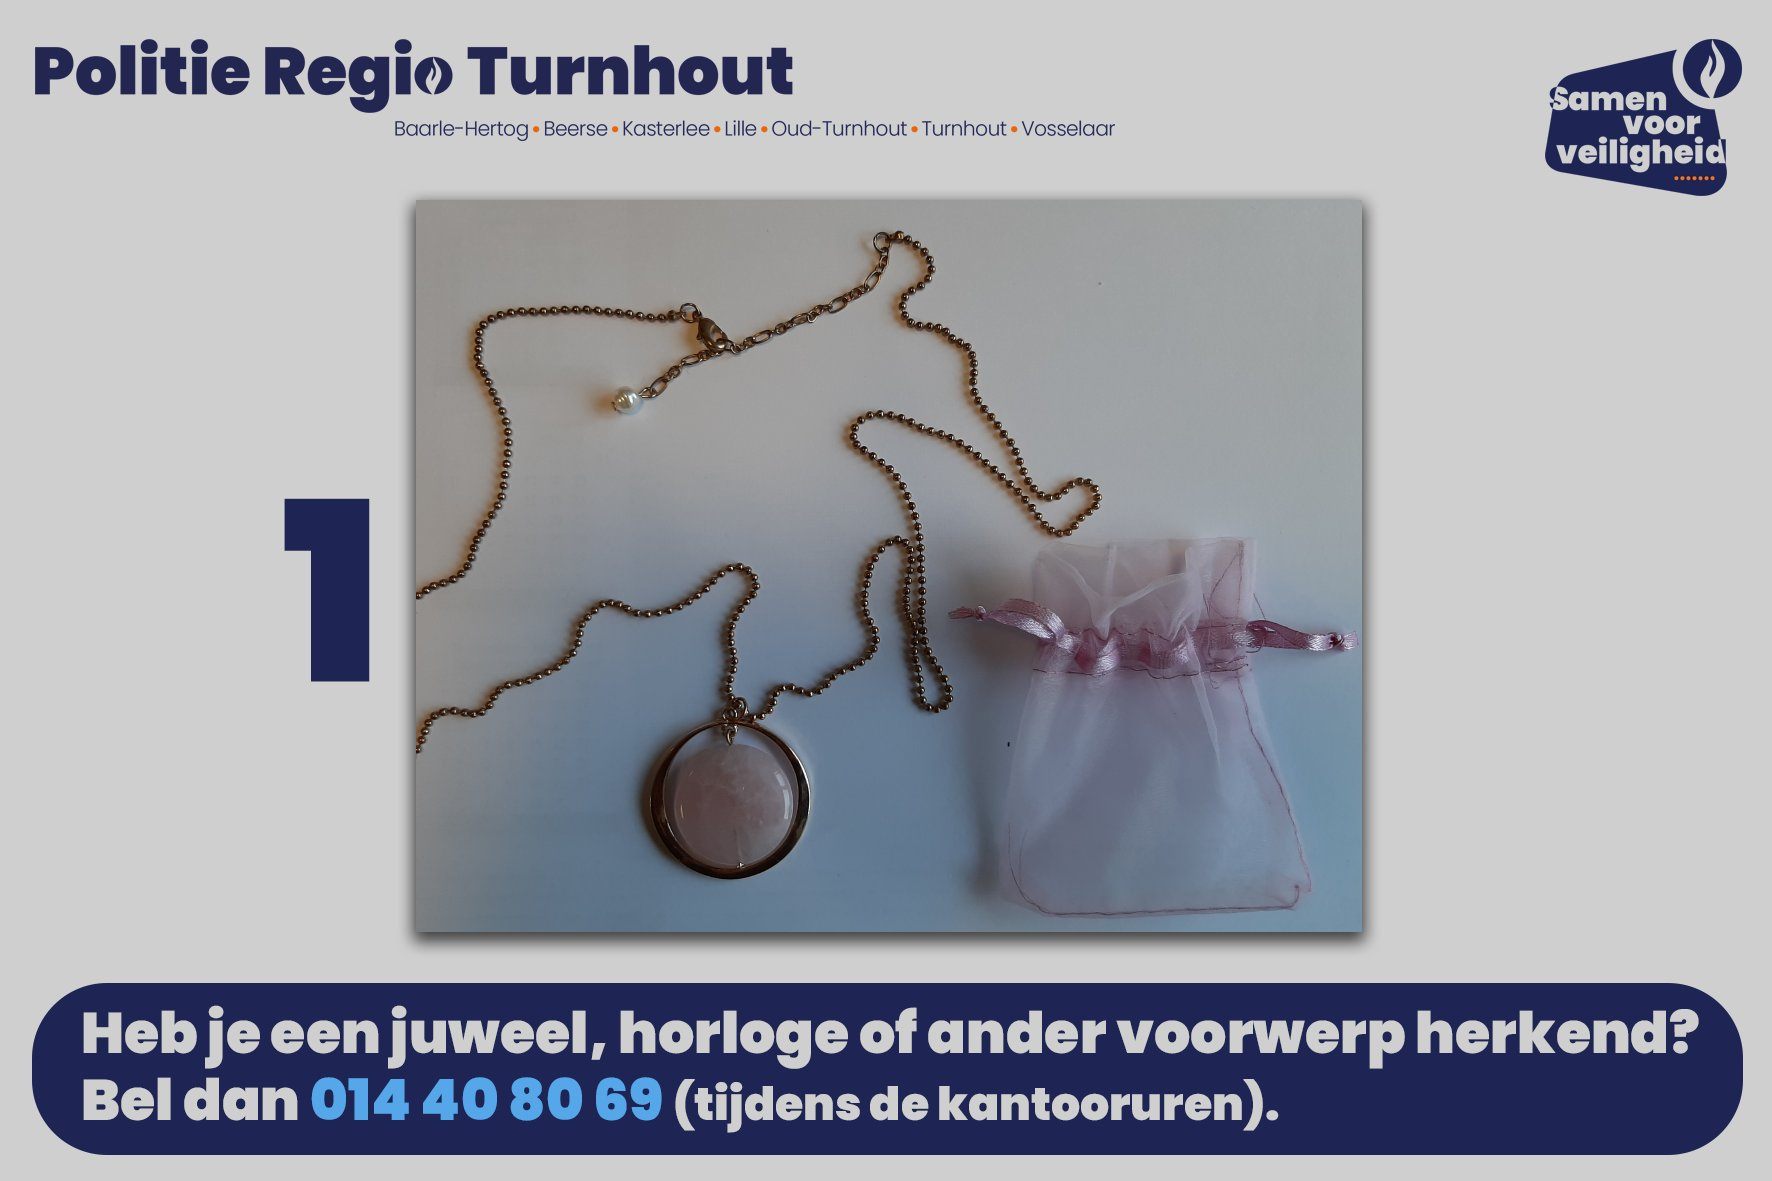 Politie Regio Turnhout
Baarle-Hertog • Beerse • Kasterlee • Lille • Oud-Turnhout • Turnhout • Vosselaar
Samen
voor
veiligheid
1
Heb je een juweel, horloge of ander voorwerp herkend?
Bel dan 014 40 80 69 (tijdens de kantooruren).